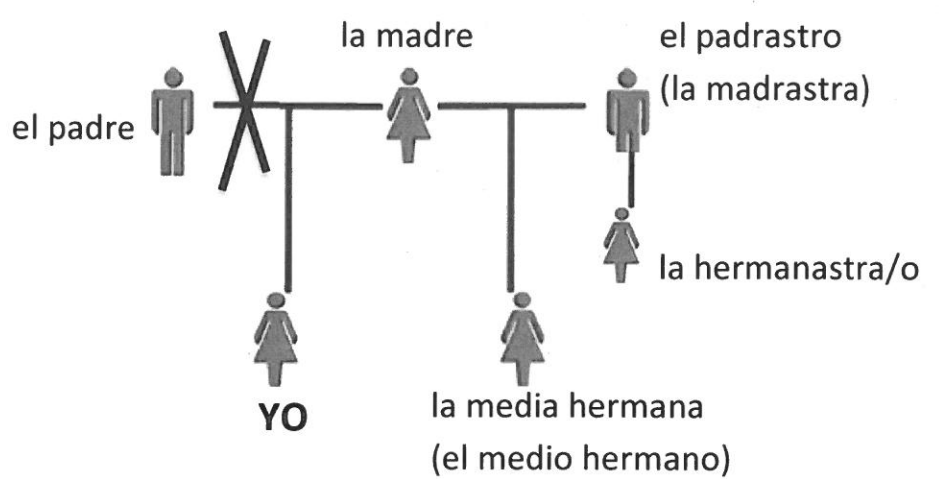 la madre
el padrastro
(la madrastra)
el padre
la hermanastra/o
YO
la media hermana
(el medio hermano)